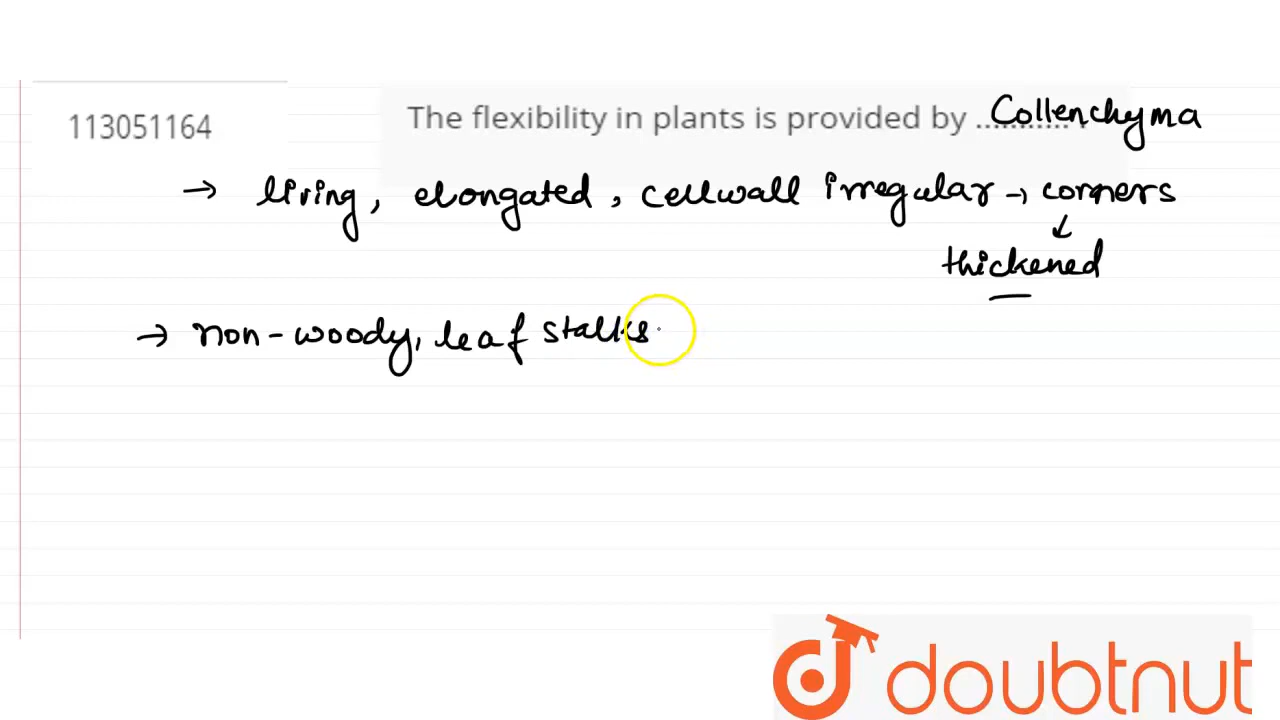 113051164
The flexibility in plants is provided by ............ . Collenchyma
→ living, elongated, cellwall irregular → corners
↓
thickened
→ non-woody, leaf stalks
doubtnut